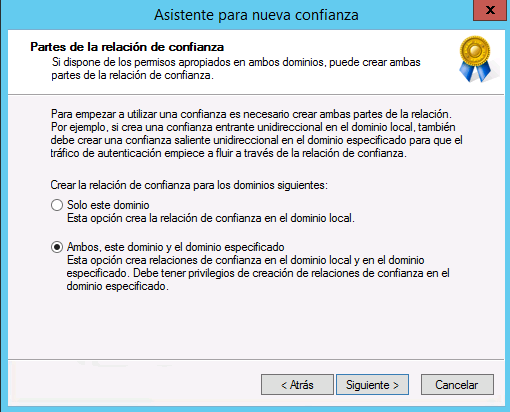 Asistente para nueva confianza
x
Partes de la relación de confianza
Si dispone de los permisos apropiados en ambos dominios, puede crear ambas
partes de la relación de confianza.
Para empezar a utilizar una confianza es necesario crear ambas partes de la relación.
Por ejemplo, si crea una confianza entrante unidireccional en el dominio local, también
debe crear una confianza saliente unidireccional en el dominio especificado para que el
tráfico de autenticación empiece a fluir a través de la relación de confianza.
Crear la relación de confianza para los dominios siguientes:
Solo este dominio
Esta opción crea la relación de confianza en el dominio local.
Ambos, este dominio y el dominio especificado
Esta opción crea relaciones de confianza en el dominio local y en el dominio
especificado. Debe tener privilegios de creación de relaciones de confianza en el
dominio especificado.
< Atrás
Siguiente >
Cancelar